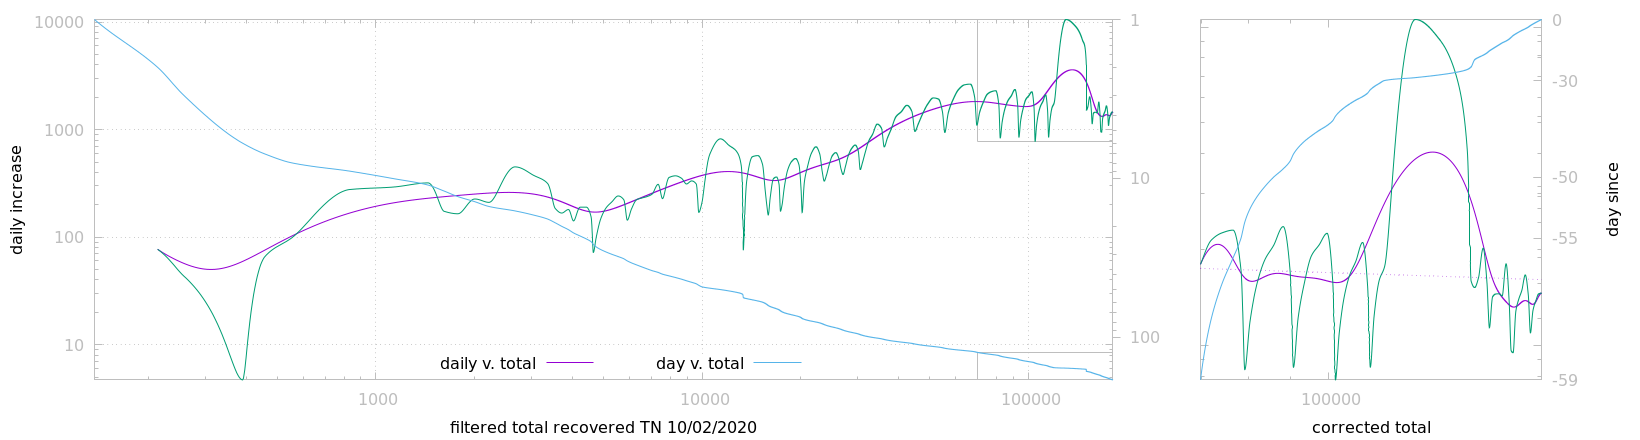 10000
1000
100
10
daily increase
1000
10000
100000
1
10
100
daily v. total
day v. total
filtered total recovered TN 10/02/2020
0
-30
-50
-55
-59
day since
100000
corrected total